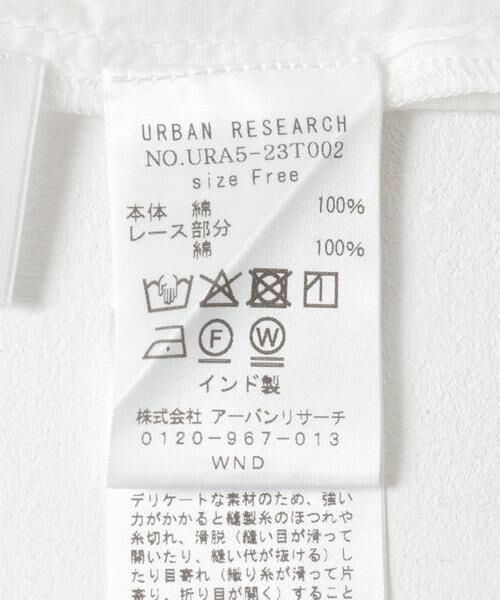 URBAN RESEARCH
NO.URA5-23T002
size Free
本体 綿 100%
レース部分
綿 100%
F W
インド製
株式会社 アーバンリサーチ
0120-967-013
WND
デリケートな素材のため、強い
力がかかると縫製糸のほつれや
糸切れ、滑脱（縫い目が滑って
開いたり、縫い代が抜ける）し
たり目寄れ（織り糸が滑って片
寄り、折り目が開く）すること